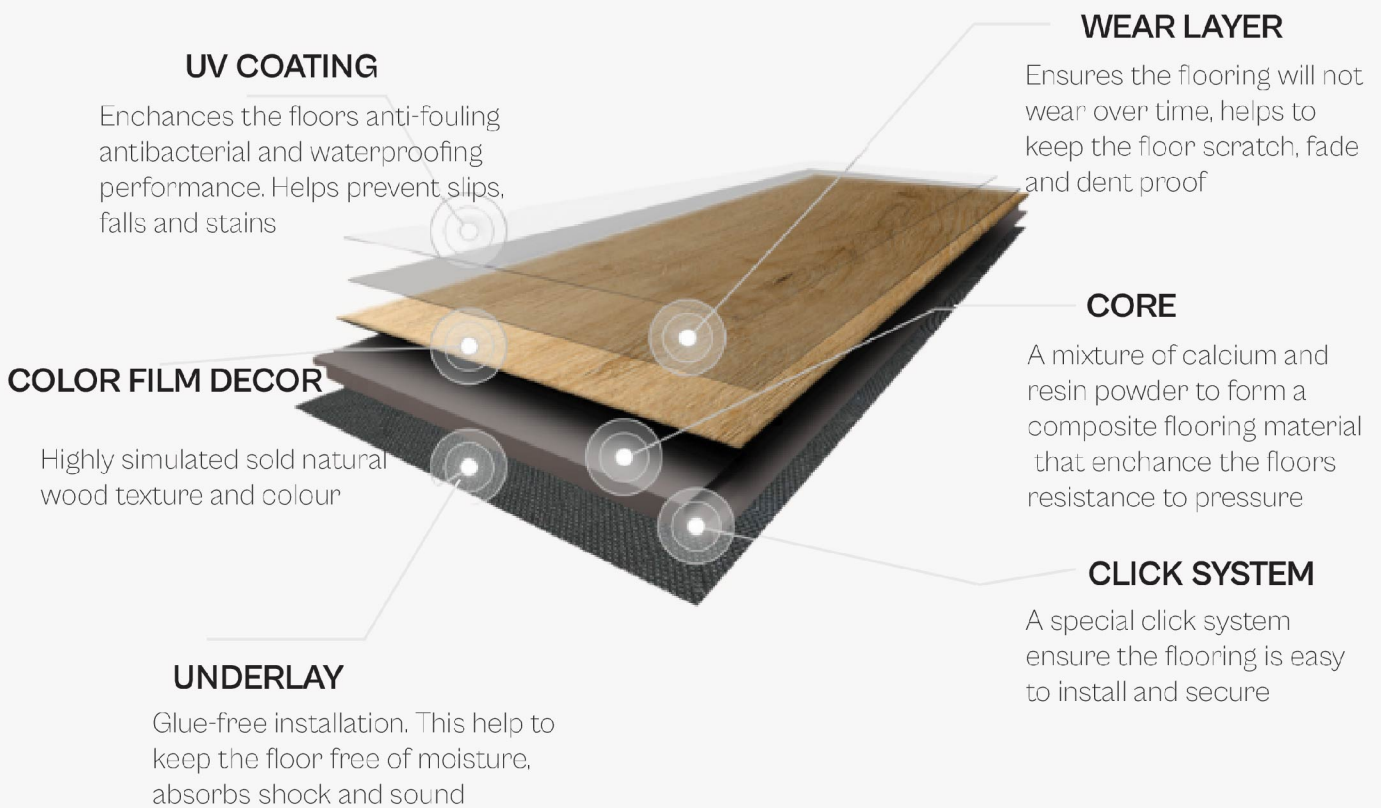 UV COATING
Enchances the floors anti-fouling
antibacterial and waterproofing
performance. Helps prevent slips,
falls and stains
WEAR LAYER
Ensures the flooring will not
wear over time, helps to
keep the floor scratch, fade
and dent proof
COLOR FILM DECOR
Highly simulated sold natural
wood texture and colour
CORE
A mixture of calcium and
resin powder to form a
composite flooring material
that enchance the floors
resistance to pressure
UNDERLAY
Glue-free installation. This help to
keep the floor free of moisture,
absorbs shock and sound
CLICK SYSTEM
A special click system
ensure the flooring is easy
to install and secure